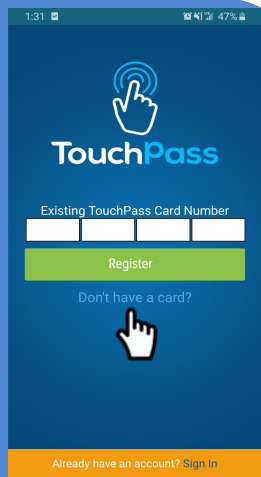 1:31 47%
TouchPass
Existing TouchPass Card Number
Register
Don't have a card?
Already have an account? Sign In